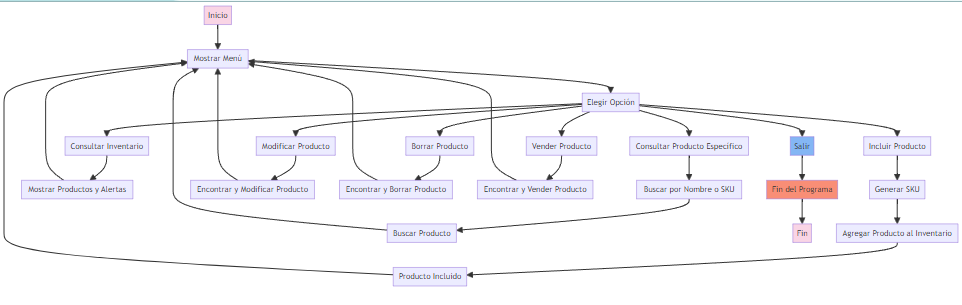 Inicio
Mostrar Menú
Elegir Opción
Consultar Inventario
Modificar Producto
Borrar Producto
Vender Producto
Consultar Producto Específico
Salir
Incluir Producto
Mostrar Productos y Alertas
Encontrar y Modificar Producto
Encontrar y Borrar Producto
Encontrar y Vender Producto
Buscar por Nombre o SKU
Fin del Programa
Generar SKU
Buscar Producto
Fin
Agregar Producto al Inventario
Producto Incluido